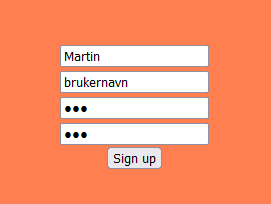 Martin
brukernavn
●●●
●●●
Sign up